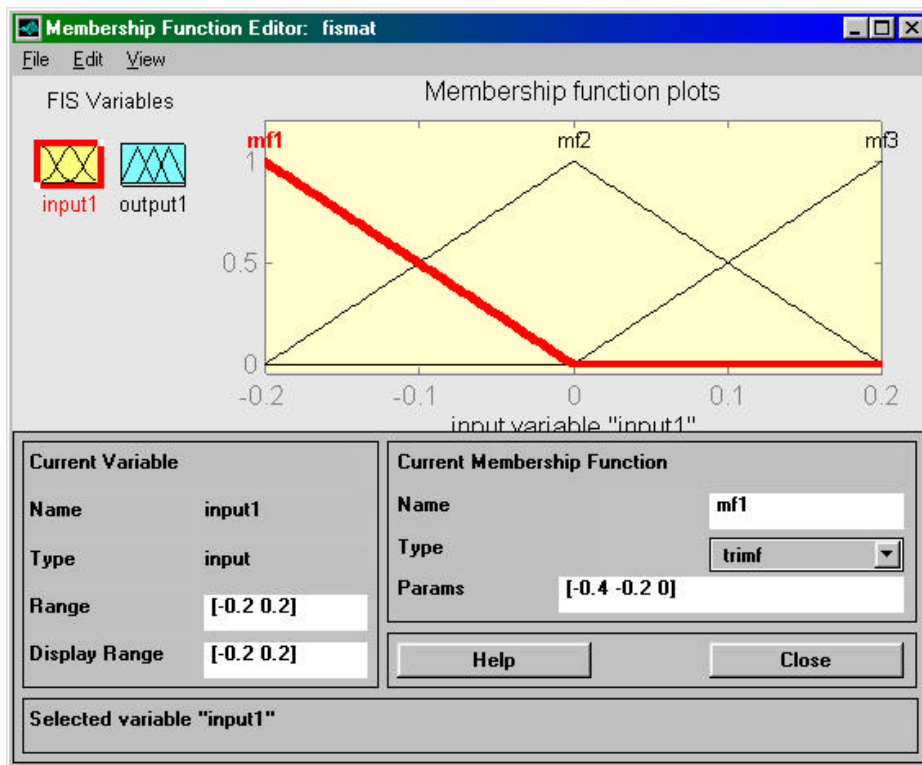 Membership Function Editor: fismat
File Edit View
FIS Variables
input1 output1
Membership function plots
mf1 mf2 mf3
1
0.5
0
-0.2 -0.1 0 0.1 0.2
input variable "input1"
Current Variable
Name input1
Type input
Range [-0.2 0.2]
Display Range [-0.2 0.2]
Current Membership Function
Name mf1
Type trimf
Params [-0.4 -0.2 0]
Help Close
Selected variable "input1"